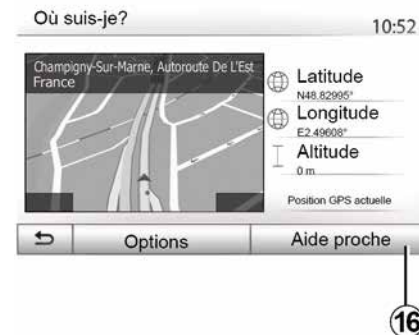 Où suis-je?
10:52
Champigny-Sur-Marne, Autoroute De L'Est
France
Latitude
N48.82995°
Longitude
E2.49608°
Altitude
0 m
Position GPS actuelle
Options
Aide proche
16